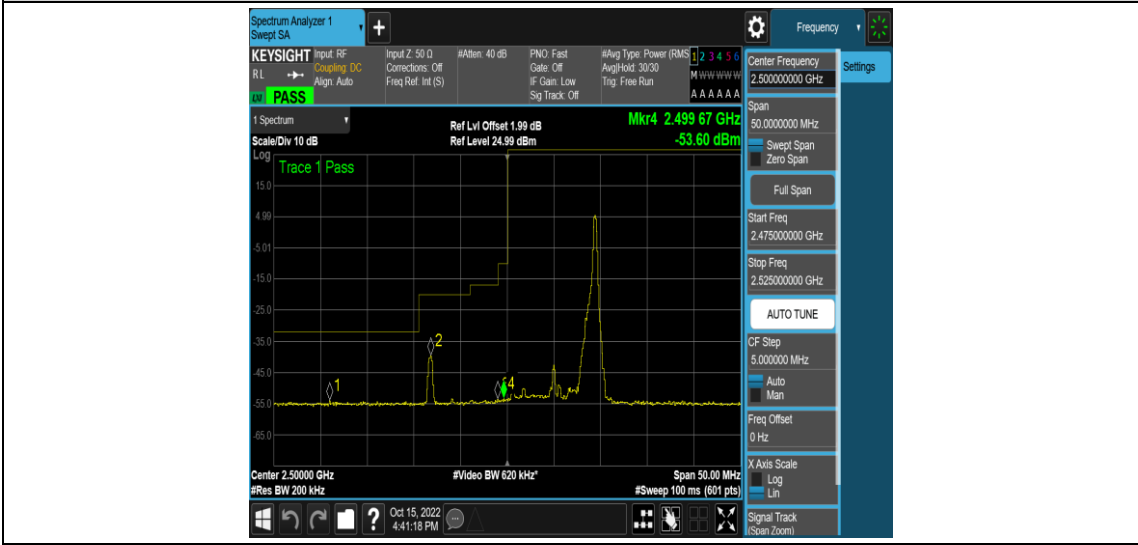 Spectrum Analyzer 1
Swept SA
+
Frequency
KEYSIGHT
RL
PASS
Input: RF
Coupling: DC
Align: Auto
Input Z: 50 Ω
Corrections: Off
Freq Ref: Int (S)
#Atten: 40 dB
PNO: Fast
Gate: Off
IF Gain: Low
Sig Track: Off
#Avg Type: Power (RMS
Avg|Hold: 30/30
Trig: Free Run
1 2 3 4 5 6
M W W W W W
A A A A A A
1 Spectrum
Scale/Div 10 dB
Ref Lvl Offset 1.99 dB
Ref Level 24.99 dBm
Mkr4 2.499 67 GHz
-53.60 dBm
Log
Trace 1 Pass
15.0
4.99
-5.01
-15.0
-25.0
-35.0
-45.0
-55.0
-65.0
1
2
4
Center 2.50000 GHz
#Res BW 200 kHz
#Video BW 620 kHz*
Span 50.00 MHz
#Sweep 100 ms (601 pts)
Center Frequency
2.500000000 GHz
Settings
Span
50.0000000 MHz
Swept Span
Zero Span
Full Span
Start Freq
2.475000000 GHz
Stop Freq
2.525000000 GHz
AUTO TUNE
CF Step
5.000000 MHz
Auto
Man
Freq Offset
0 Hz
X Axis Scale
Log
Lin
Signal Track
(Span Zoom)
?
Oct 15, 2022
4:41:18 PM